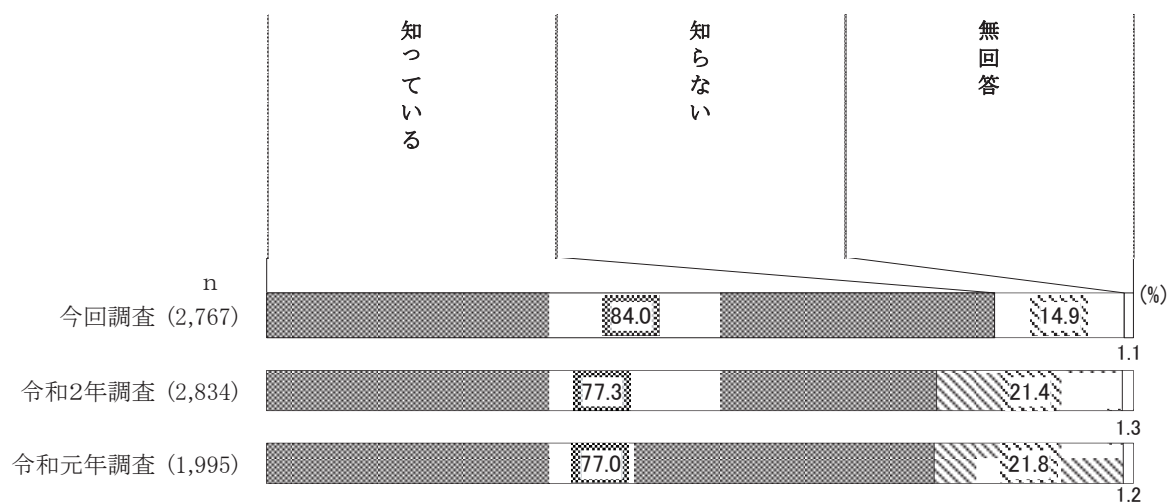 知っている
知らない
無回答
n
(%)
今回調査 (2,767)
84.0
14.9
1.1
令和2年調査 (2,834)
77.3
21.4
1.3
令和元年調査 (1,995)
77.0
21.8
1.2